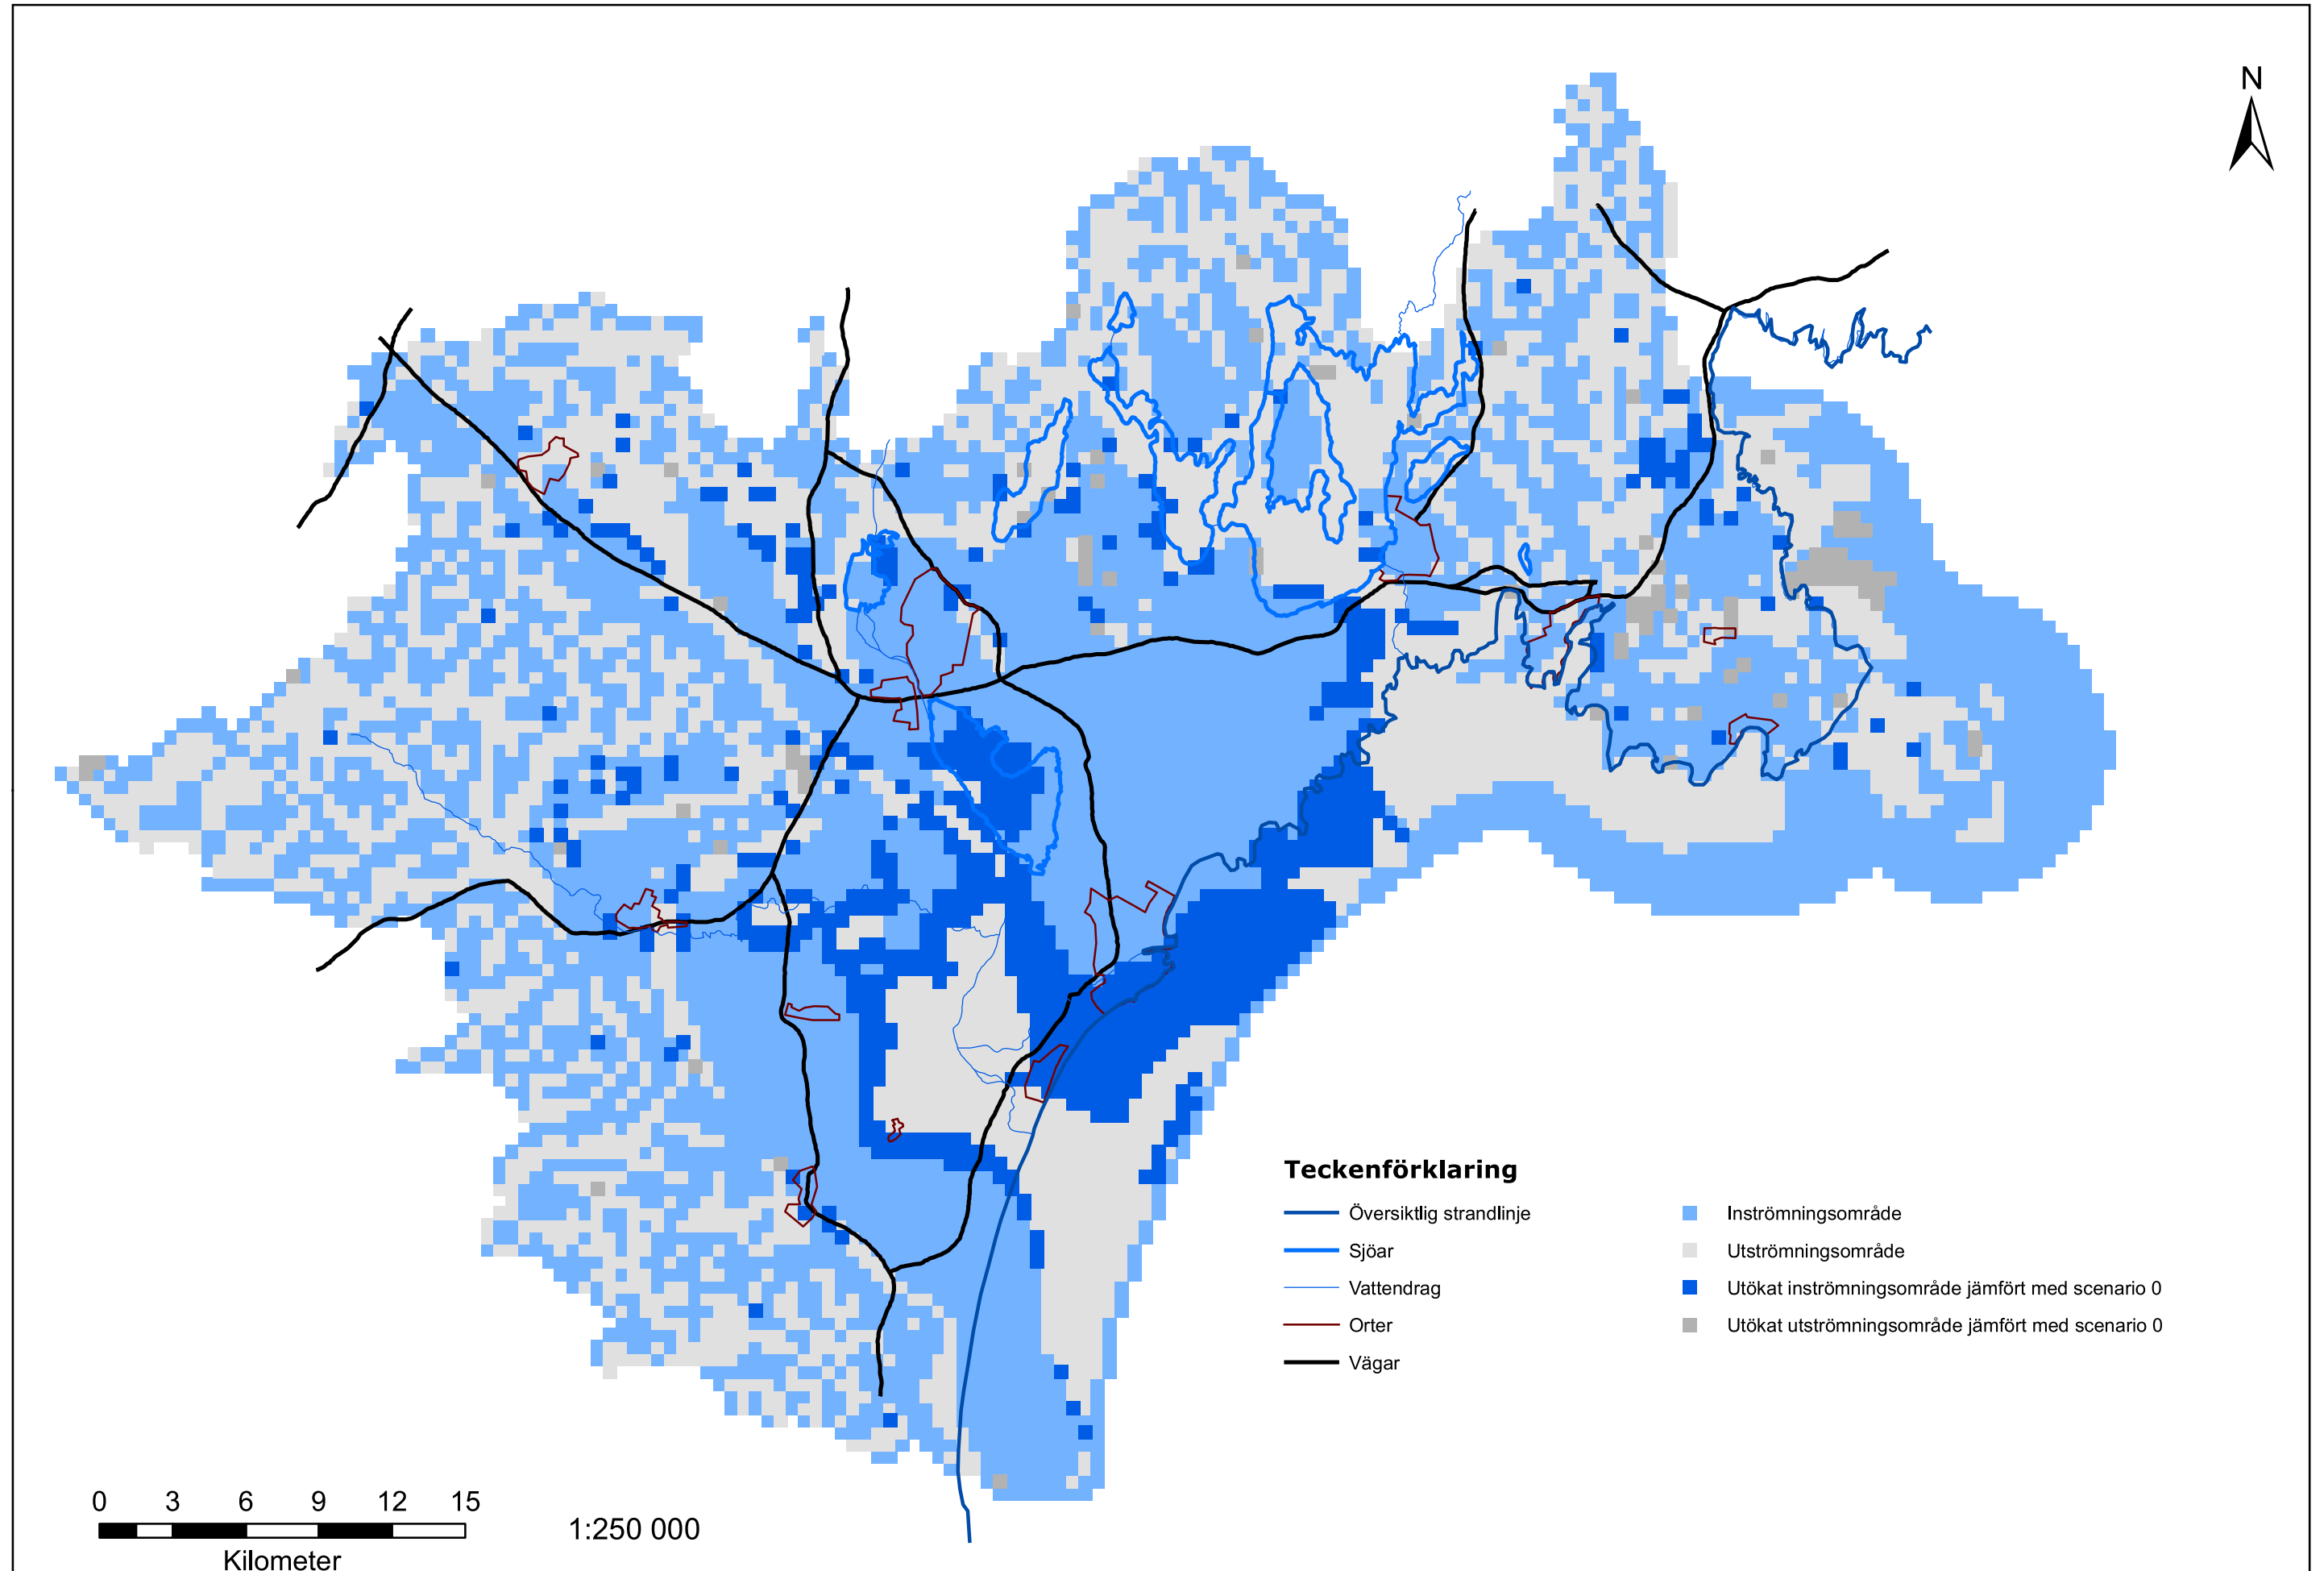 N
Teckenförklaring
Översiktlig strandlinje
Sjöar
Vattendrag
Orter
Vägar
Inströmningsområde
Utströmningsområde
Utökat inströmningsområde jämfört med scenario 0
Utökat utströmningsområde jämfört med scenario 0
0 3 6 9 12 15
Kilometer
1:250 000